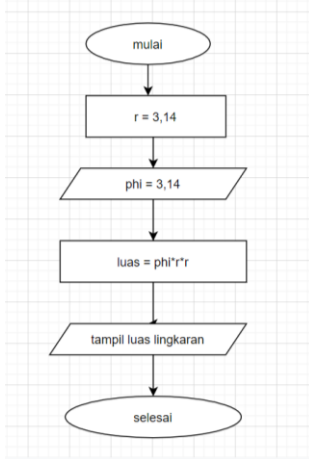 mulai
r = 3,14
phi = 3,14
luas = phi*r*r
tampil luas lingkaran
selesai